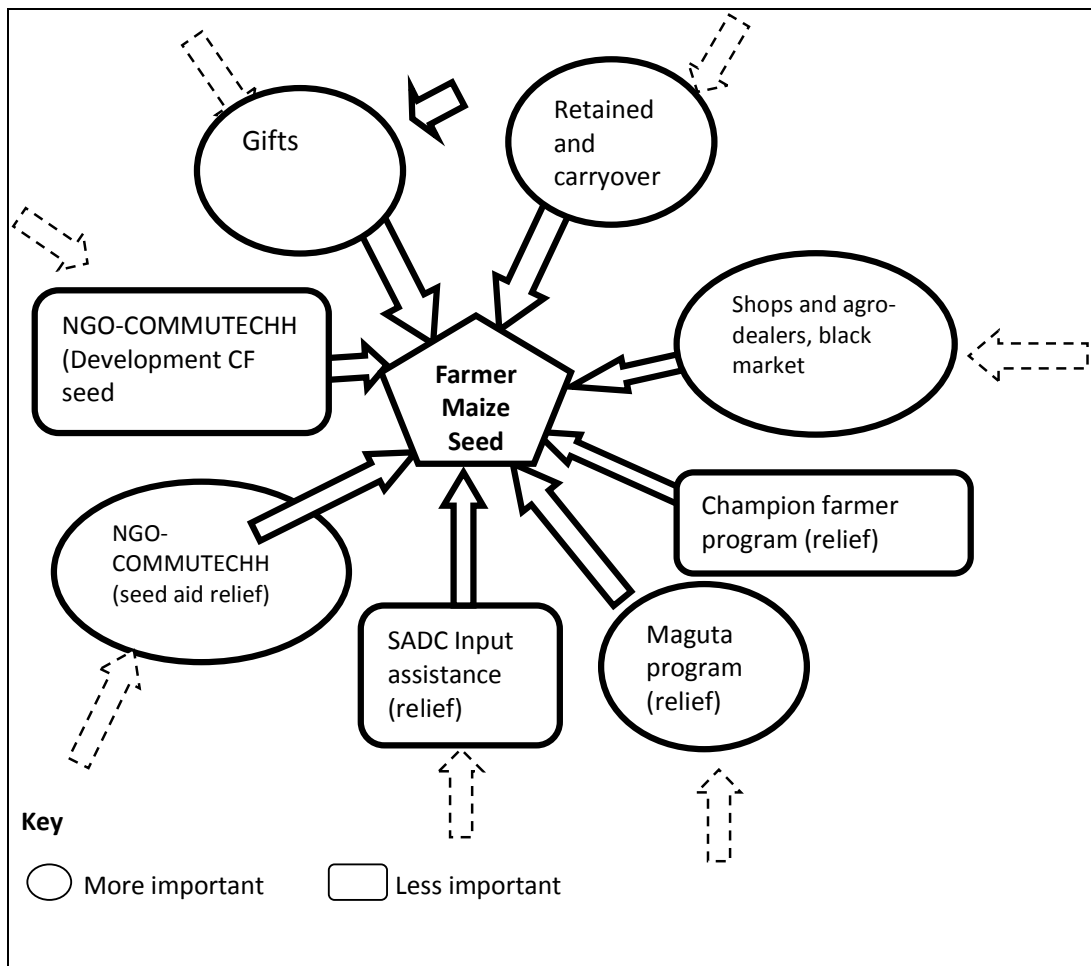 Gifts
Retained
and
carryover
NGO-COMMUTECHH
(Development CF
seed
Farmer
Maize
Seed
Shops and agro-
dealers, black
market
NGO-
COMMUTECHH
(seed aid relief)
Champion farmer
program (relief)
SADC Input
assistance
(relief)
Maguta
program
(relief)
Key
More important
Less important